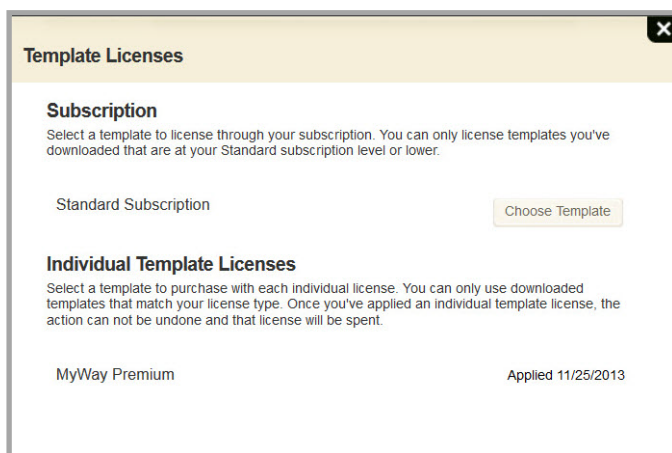 Template Licenses
Subscription
Select a template to license through your subscription. You can only license templates you've
downloaded that are at your Standard subscription level or lower.
Standard Subscription
Choose Template
Individual Template Licenses
Select a template to purchase with each individual license. You can only use downloaded
templates that match your license type. Once you've applied an individual template license, the
action can not be undone and that license will be spent.
MyWay Premium
Applied 11/25/2013